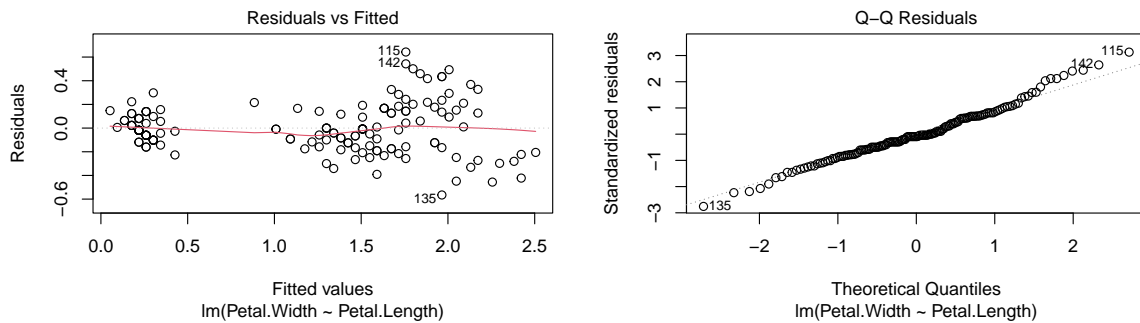 Residuals vs Fitted
Residuals
0.4
0.0
−0.6
115
142
135
0.0 0.5 1.0 1.5 2.0 2.5
Fitted values
lm(Petal.Width ~ Petal.Length)
Q−Q Residuals
Standardized residuals
3
1
−1
−3
115
142
135
−2 −1 0 1 2
Theoretical Quantiles
lm(Petal.Width ~ Petal.Length)